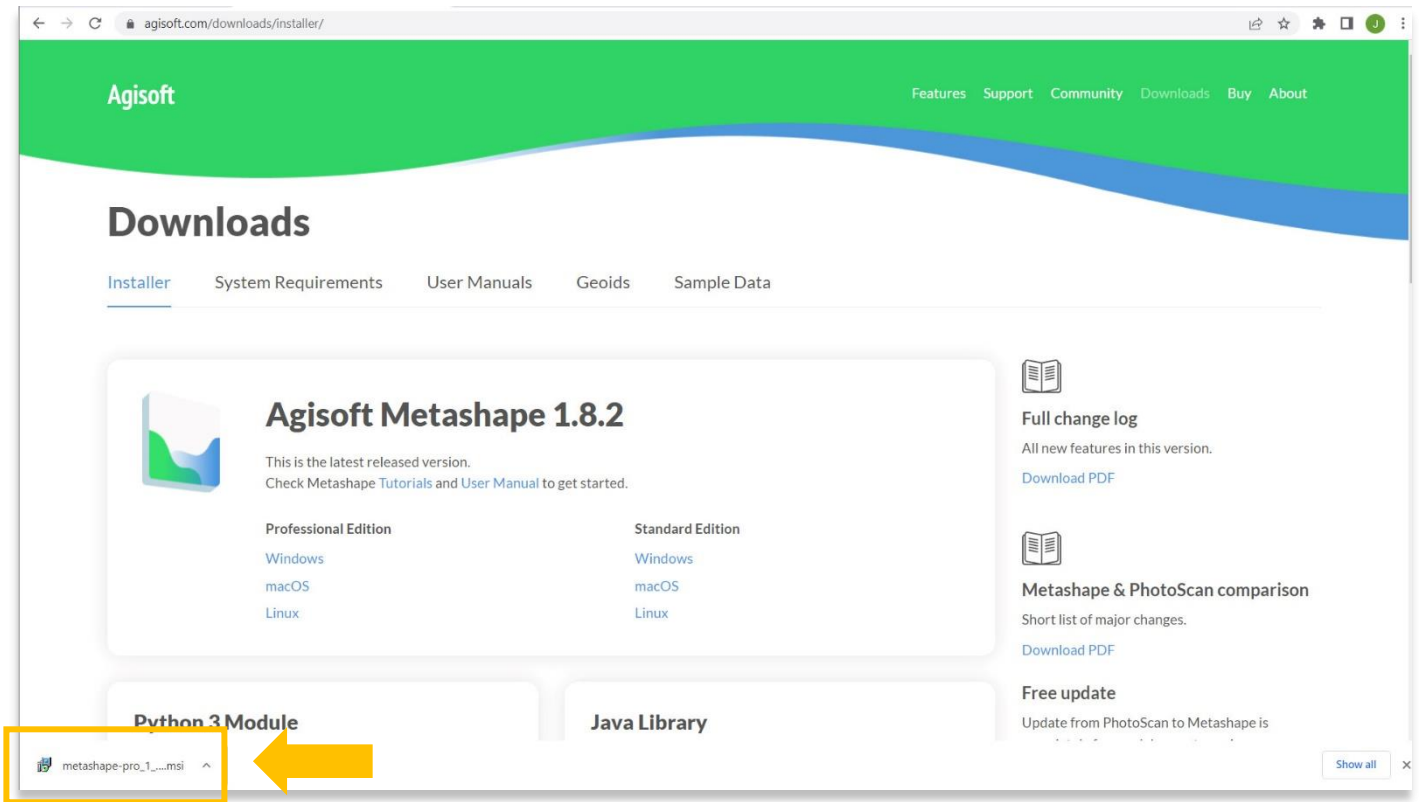 agisoft.com/downloads/installer/
J
Agisoft
Features Support Community Downloads Buy About
Downloads
Installer System Requirements User Manuals Geoids Sample Data
Agisoft Metashape 1.8.2
This is the latest released version.
Check Metashape Tutorials and User Manual to get started.
Professional Edition
Windows
macOS
Linux
Standard Edition
Windows
macOS
Linux
Full change log
All new features in this version.
Download PDF
Metashape & PhotoScan comparison
Short list of major changes.
Download PDF
Free update
Update from PhotoScan to Metashape is
Python 3 Module
Java Library
metashape-pro_1_....msi
Show all